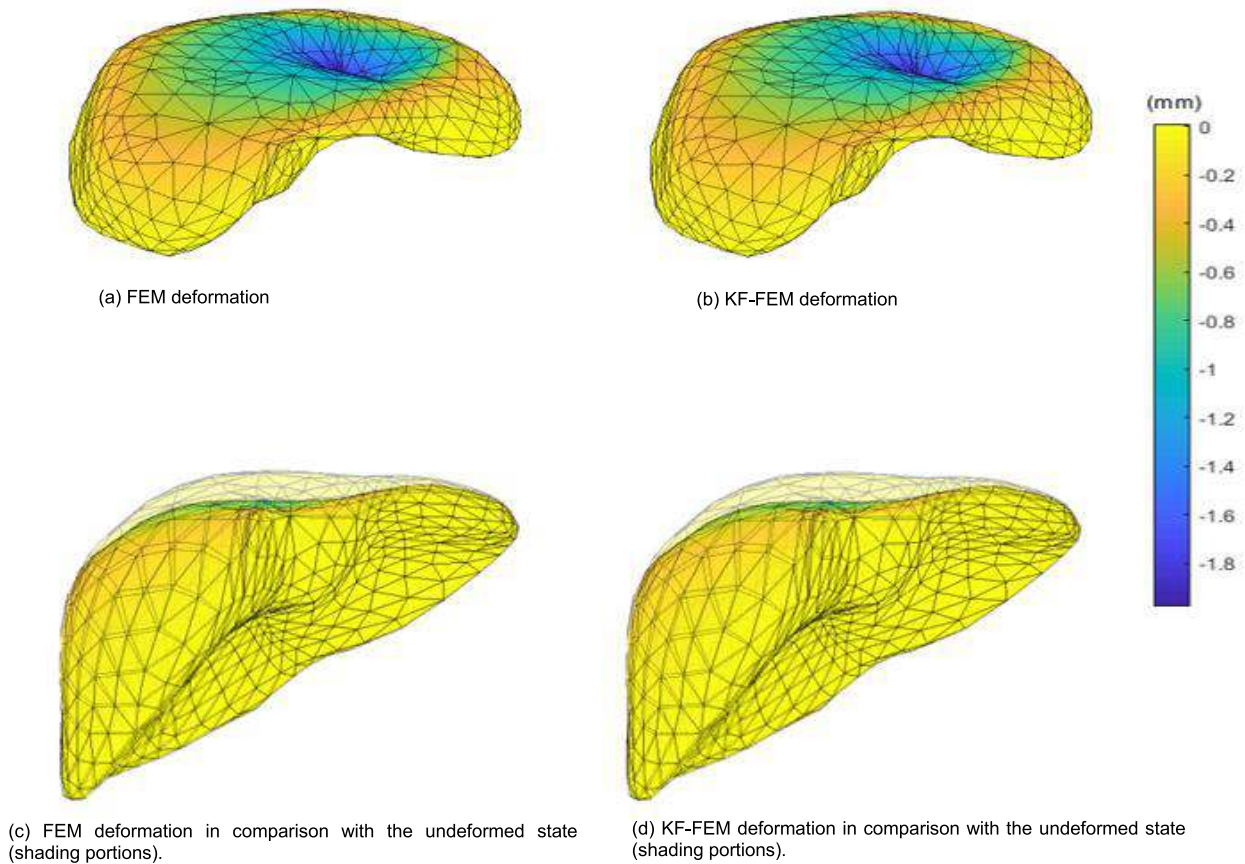 (mm)
0
-0.2
-0.4
-0.6
-0.8
-1
-1.2
-1.4
-1.6
-1.8
(a) FEM deformation
(b) KF-FEM deformation
(c) FEM deformation in comparison with the undeformed state
(shading portions).
(d) KF-FEM deformation in comparison with the undeformed state
(shading portions).